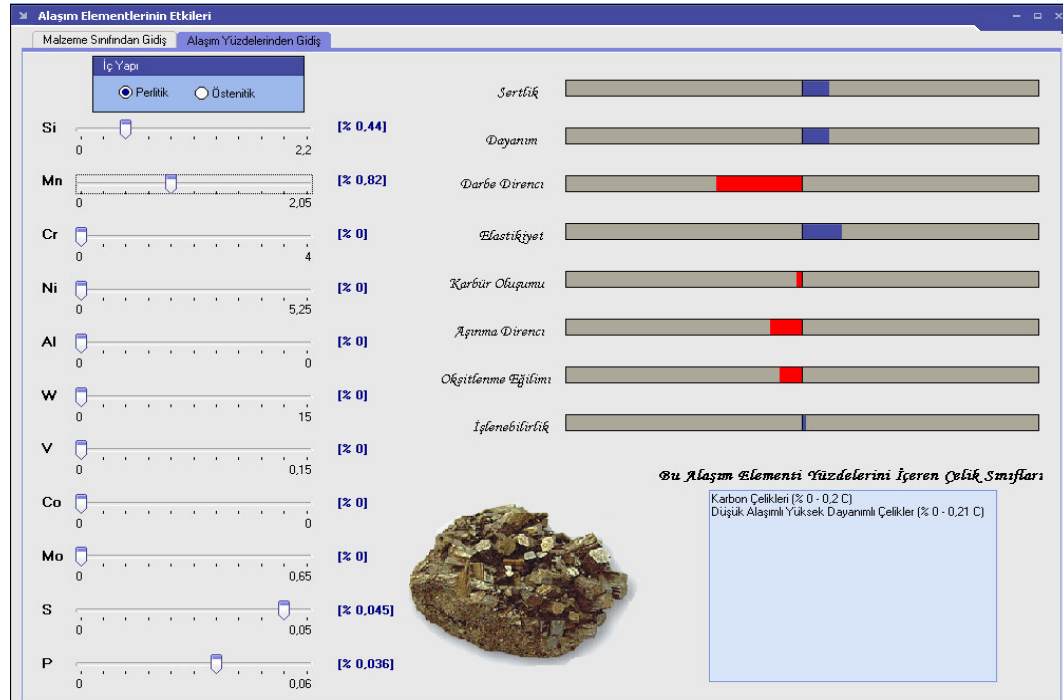 Alaşım Elementlerinin Etkileri
Malzeme Sınıfından Gidiş Alaşım Yüzdelerinden Gidiş
İç Yapı
Perlitik Östenitik
Si [% 0,44]
0 2,2
Mn [% 0,82]
0 2,05
Cr [% 0]
0 4
Ni [% 0]
0 5,25
Al [% 0]
0 0
W [% 0]
0 15
V [% 0]
0 0,15
Co [% 0]
0 0
Mo [% 0]
0 0,65
S [% 0,045]
0 0,05
P [% 0,036]
0 0,06
Sertlik
Dayanım
Darbe Direnci
Elastikiyet
Karbür Oluşumu
Aşınma Direnci
Oksitlenme Eğilimi
İşlenebilirlik
Bu Alaşım Elementi Yüzdelerini İçeren Çelik Sınıfları
Karbon Çelikleri (% 0 - 0,2 C)
Düşük Alaşımlı Yüksek Dayanımlı Çelikler (% 0 - 0,21 C)